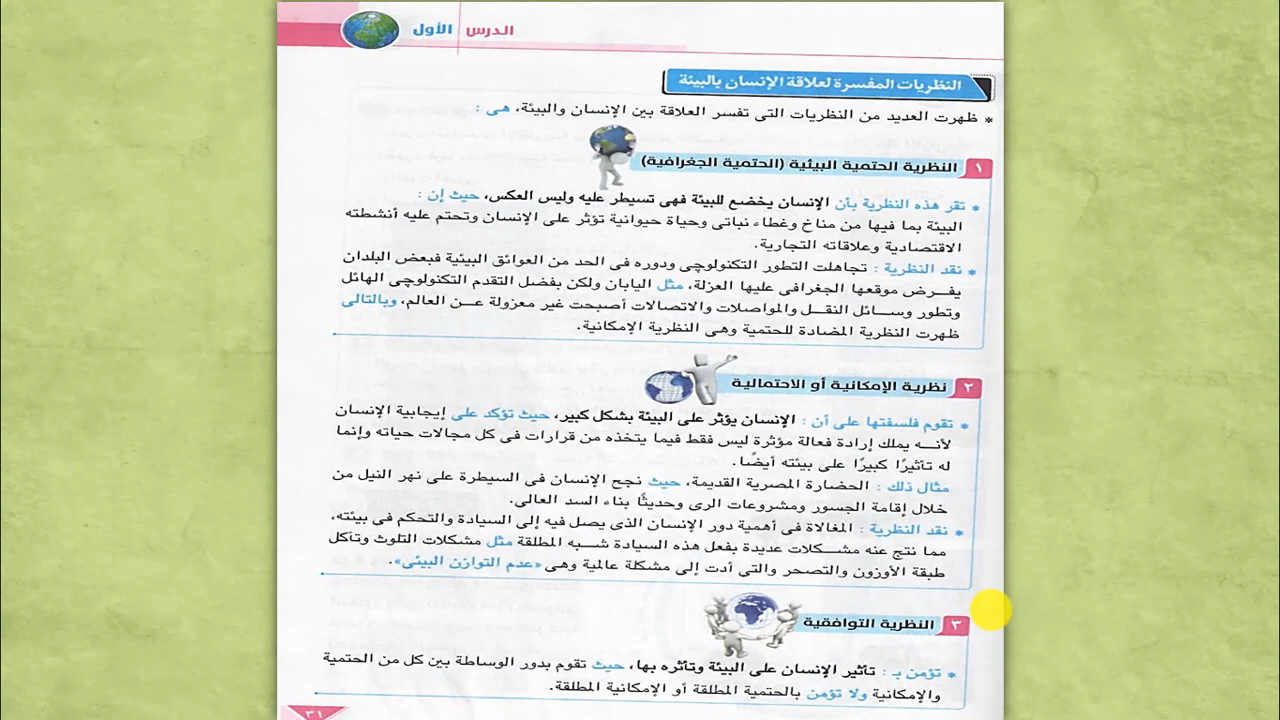 الدرس الأول
النظريات المفسرة لعلاقة الإنسان بالبيئة
* ظهرت العديد من النظريات التى تفسر العلاقة بين الإنسان والبيئة، هى :
١ النظرية الحتمية البيئية (الحتمية الجغرافية)
* تقر هذه النظرية بأن الإنسان يخضع للبيئة فهى تسيطر عليه وليس العكس، حيث إن :
البيئة بما فيها من مناخ وغطاء نباتى وحياة حيوانية تؤثر على الإنسان وتحتم عليه أنشطته
الاقتصادية وعلاقاته التجارية.
* نقد النظرية : تجاهلت التطور التكنولوچى ودوره فى الحد من العوائق البيئية فبعض البلدان
يفـــرض موقعها الجغرافى عليها العزلة، مثل اليابان ولكن بفضل التقدم التكنولوچى الهائل
وتطور وســـائل النقـــل والمواصلات والاتصالات أصبحت غير معزولة عـــن العالم، وبالتالى
ظهرت النظرية المضادة للحتمية وهى النظرية الإمكانية.
٢ نظرية الإمكانية أو الاحتمالية
* تقوم فلسفتها على أن : الإنسان يؤثر على البيئة بشكل كبير، حيث تؤكد على إيجابية الإنسان
لأنـــه يملك إرادة فعالة مؤثرة ليس فقط فيما يتخذه من قرارات فى كل مجالات حياته وإنما
له تأثيرًا كبيرًا على بيئته أيضًا.
مثال ذلك : الحضارة المصرية القديمة، حيث نجح الإنسان فى السيطرة على نهر النيل من
خلال إقامة الجسور ومشروعات الرى وحديثًا بناء السد العالى.
* نقد النظرية : المغالاة فى أهمية دور الإنسان الذى يصل فيه إلى السيادة والتحكم فى بيئته،
مما نتج عنه مشـــكلات عديدة بفعل هذه السيادة شـــبه المطلقة مثل مشكلات التلوث وتآكل
طبقة الأوزون والتصحر والتى أدت إلى مشكلة عالمية وهى «عدم التوازن البيئى».
٣ النظرية التوافقية
* تؤمن بـ : تأثير الإنسان على البيئة وتأثره بها، حيث تقوم بدور الوساطة بين كل من الحتمية
والإمكانية ولا تؤمن بالحتمية المطلقة أو الإمكانية المطلقة.
٣١